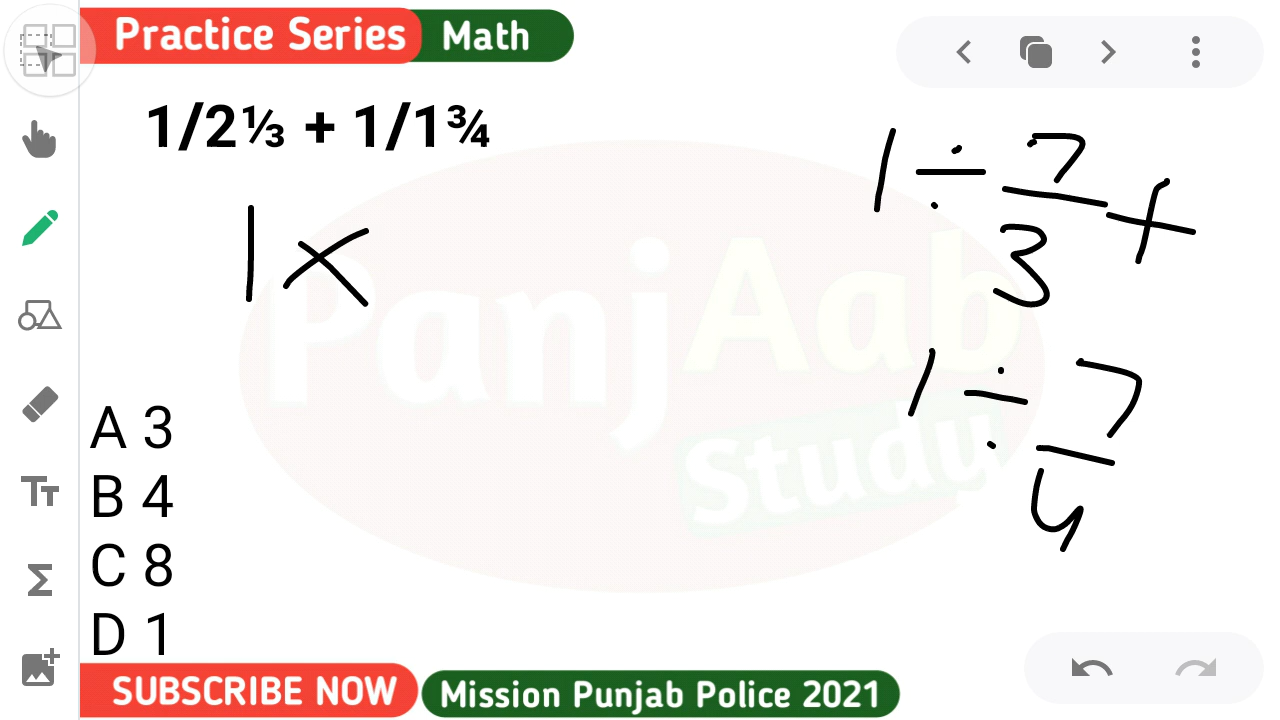 Practice Series Math
1/2⅓ + 1/1¾
1 ÷ 7/3 +
1 ×
PanjAab
1 ÷ 7/4
Study
A 3
B 4
C 8
D 1
Tт
Σ
SUBSCRIBE NOW Mission Punjab Police 2021